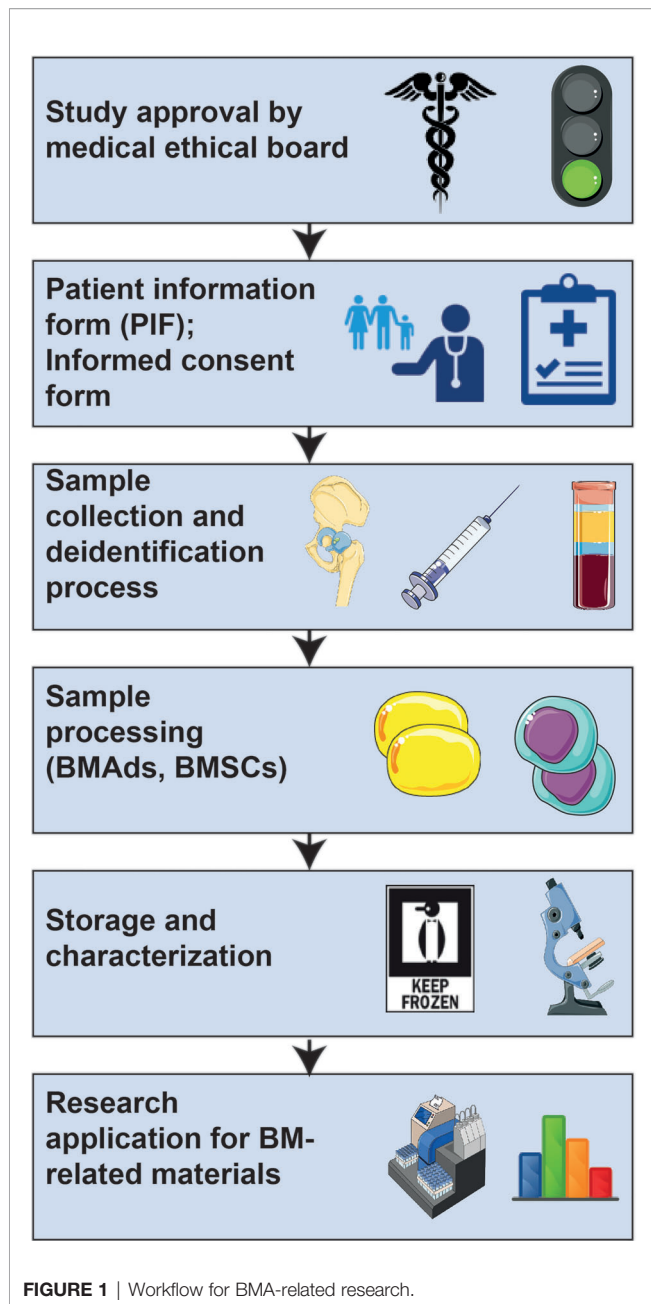 Study approval by
medical ethical board
Patient information
form (PIF);
Informed consent
form
Sample
collection and
deidentification
process
Sample
processing
(BMAds, BMSCs)
Storage and
characterization
KEEP
FROZEN
Research
application for BM-
related materials
FIGURE 1 | Workflow for BMA-related research.